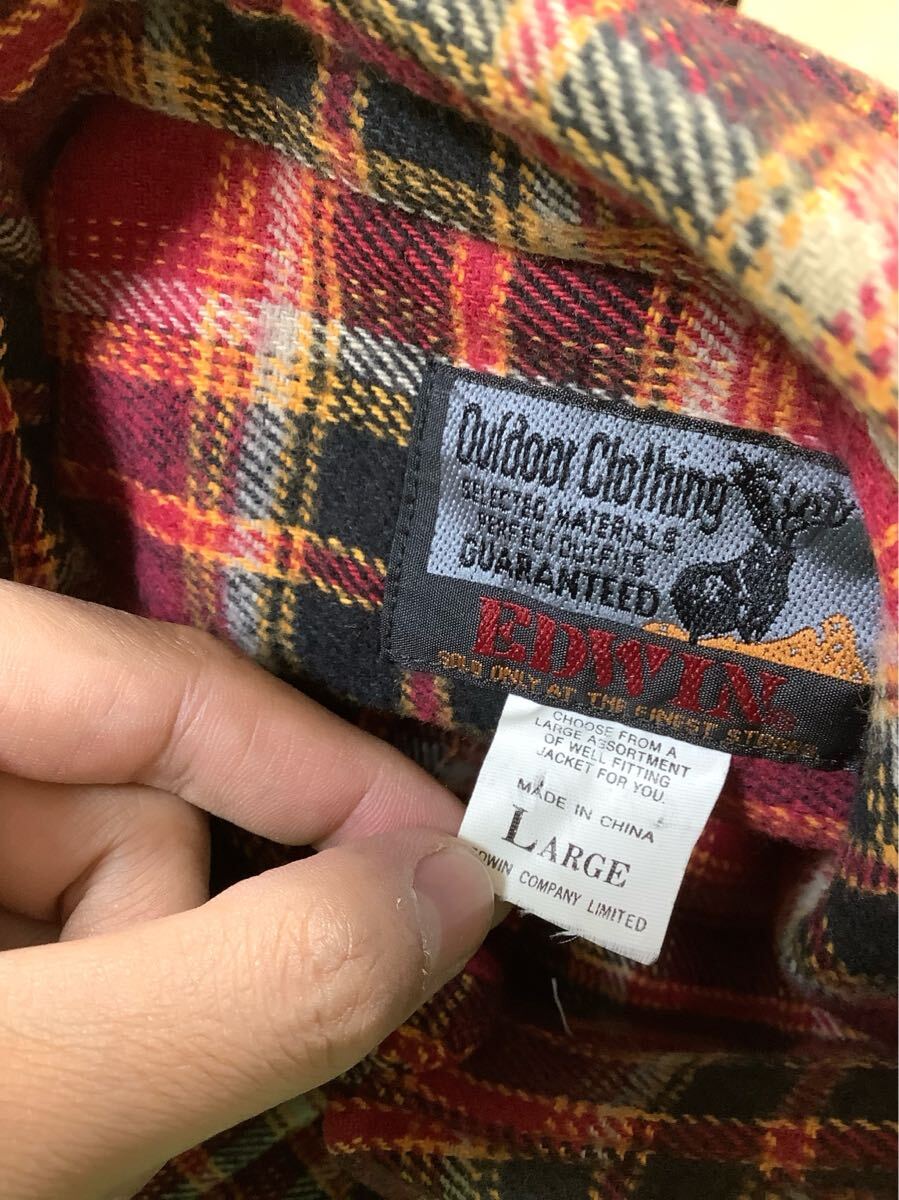 Outdoor Clothing
SELECTED MATERIALS
PERFECT OUTFITS
GUARANTEED
EDWIN®
SOLD ONLY AT THE FINEST STORES
CHOOSE FROM A
LARGE ASSORTMENT
OF WELL FITTING
JACKET FOR YOU.
MADE IN CHINA
LARGE
EDWIN COMPANY LIMITED